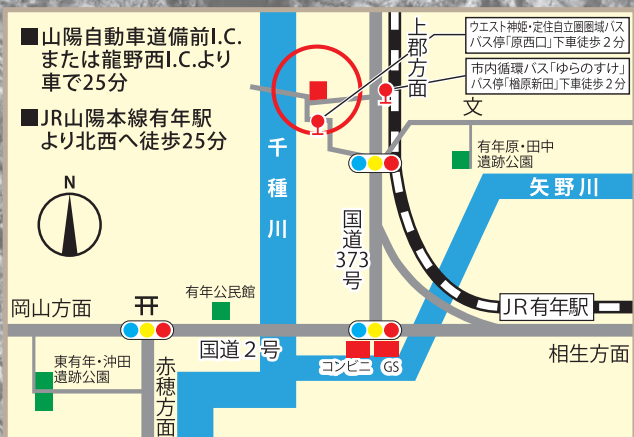 ■山陽自動車道備前I.C.
または龍野西I.C.より
車で25分
■JR山陽本線有年駅
より北西へ徒歩25分
N
上郡方面
ウエスト神姫・定住自立圏圏域バス
バス停「原西口」下車徒歩2分
市内循環バス「ゆらのすけ」
バス停「楢原新田」下車徒歩2分
文
有年原・田中
遺跡公園
千種川
矢野川
国道373号
JR有年駅
岡山方面
有年公民館
国道2号
コンビニ
GS
相生方面
東有年・沖田
遺跡公園
赤穂方面